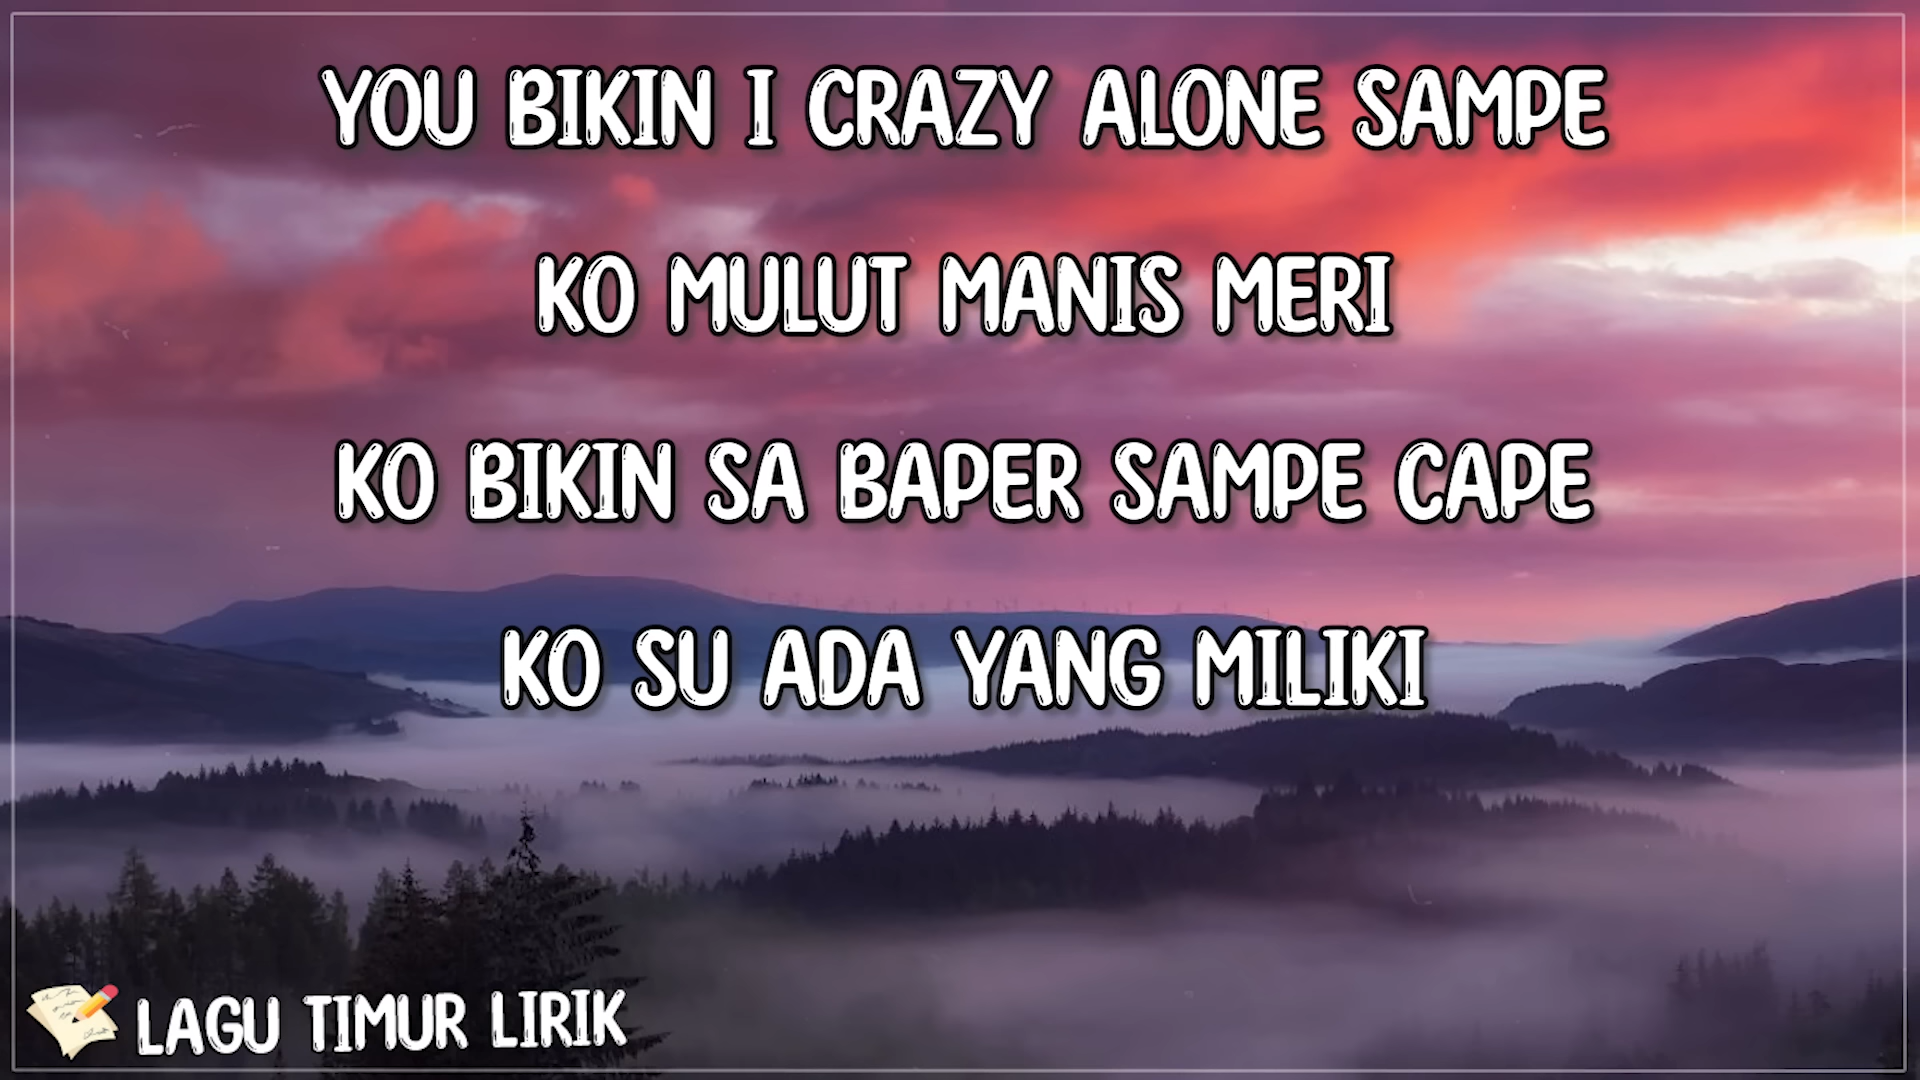 YOU BIKIN I CRAZY ALONE SAMPE
KO MULUT MANIS MERI
KO BIKIN SA BAPER SAMPE CAPE
KO SU ADA YANG MILIKI
LAGU TIMUR LIRIK